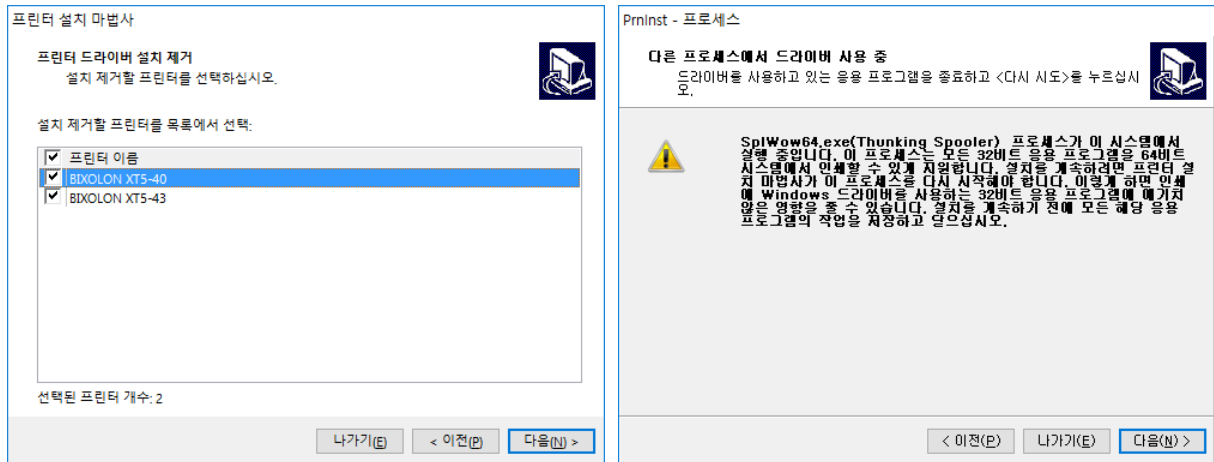 프린터 설치 마법사
프린터 드라이버 설치 제거
설치 제거할 프린터를 선택하십시오.
설치 제거할 프린터를 목록에서 선택:
프린터 이름
BIXOLON XT5-40
BIXOLON XT5-43
선택된 프린터 개수: 2
나가기(E)
< 이전(P)
다음(N) >
PrnInst - 프로세스
다른 프로세스에서 드라이버 사용 중
드라이버를 사용하고 있는 응용 프로그램을 종료하고 <다시 시도>를 누르십시
오.
SplWow64.exe(Thunking Spooler) 프로세스가 이 시스템에서
실행 중입니다. 이 프로세스는 모든 32비트 응용 프로그램을 64비트
시스템에서 인쇄할 수 있게 지원합니다. 설치를 계속하려면 프린터 설
치 마법사가 이 프로세스를 다시 시작해야 합니다. 이렇게 하면 인쇄
에 Windows 드라이버를 사용하는 32비트 응용 프로그램에 예기치
않은 영향을 줄 수 있습니다. 설치를 계속하기 전에 모든 해당 응용
프로그램의 작업을 저장하고 닫으십시오.
< 이전(P)
나가기(E)
다음(N) >